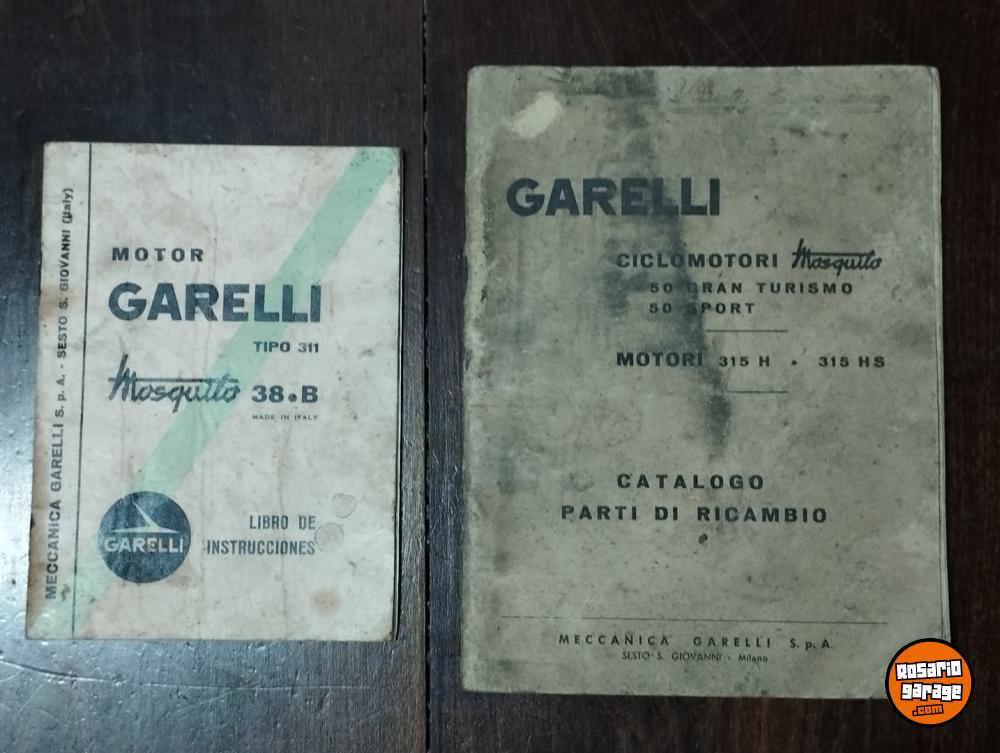 MECCANICA GARELLI S. p. A. - SESTO S. GIOVANNI (Italy)
MOTOR
GARELLI
TIPO 311
Mosquito 38.B
MADE IN ITALY
GARELLI
LIBRO DE
INSTRUCCIONES
GARELLI
CICLOMOTORI Mosquito
50 GRAN TURISMO
50 SPORT
MOTORI 315 H . 315 HS
CATALOGO
PARTI DI RICAMBIO
MECCANICA GARELLI S. p. A.
SESTO S. GIOVANNI - Milano
Rosario
garage
.com